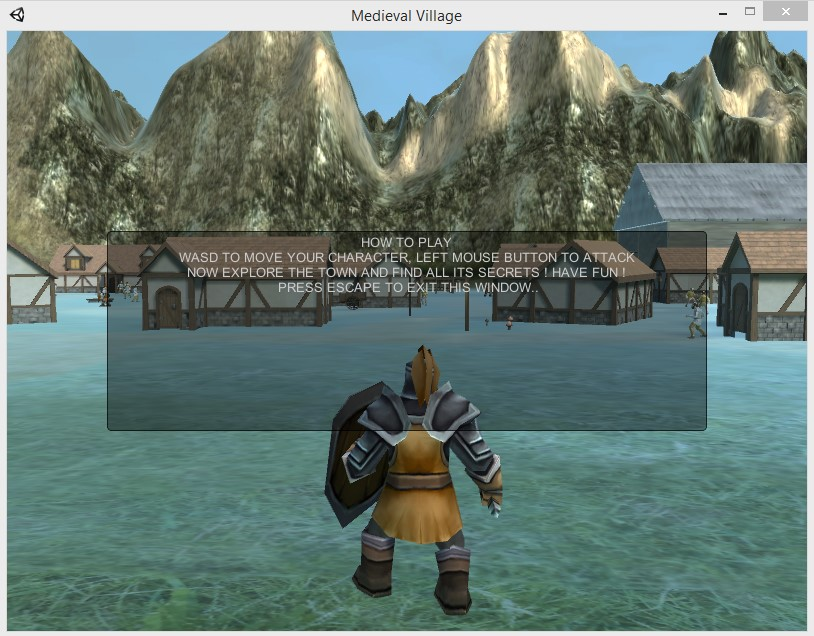 Medieval Village
HOW TO PLAY
WASD TO MOVE YOUR CHARACTER, LEFT MOUSE BUTTON TO ATTACK
NOW EXPLORE THE TOWN AND FIND ALL ITS SECRETS ! HAVE FUN !
PRESS ESCAPE TO EXIT THIS WINDOW..